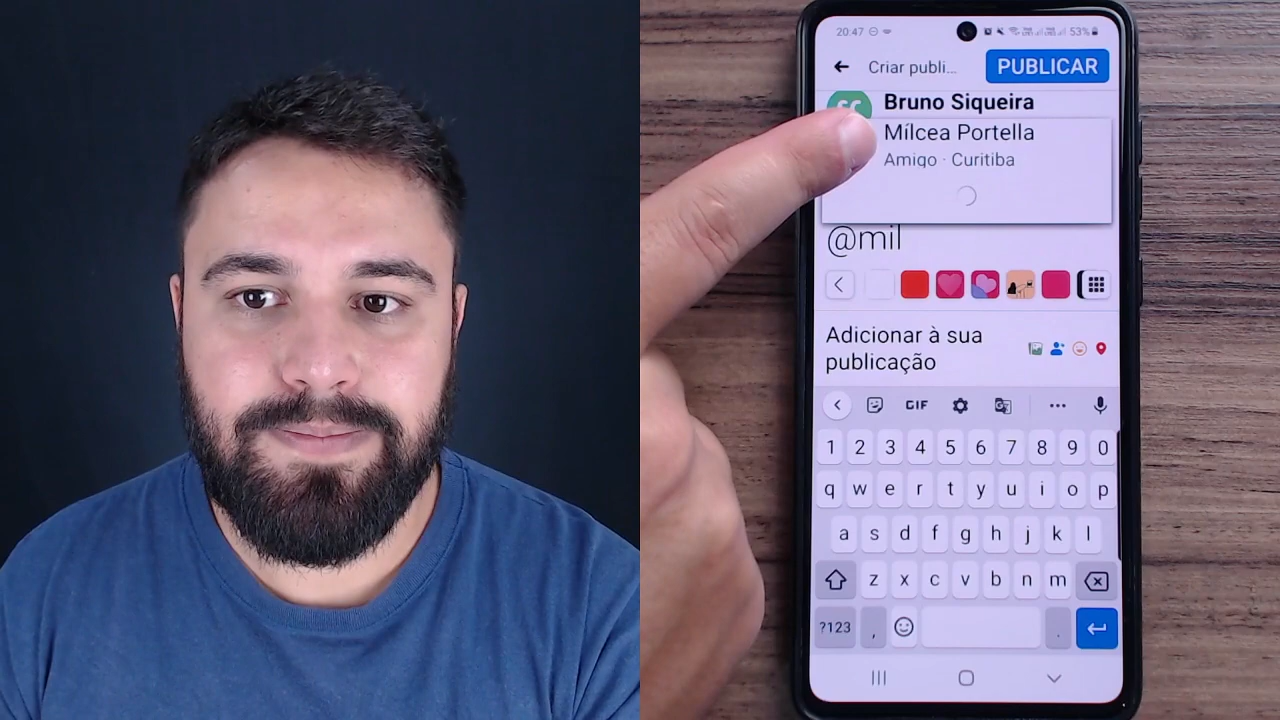 20:47
53%
Criar publi...
PUBLICAR
Bruno Siqueira
Mílcea Portella
Amigo · Curitiba
@mil
Adicionar à sua
publicação
GIF
1 2 3 4 5 6 7 8 9 0
q w e r t y u i o p
a s d f g h j k l
z x c v b n m
?123 , .